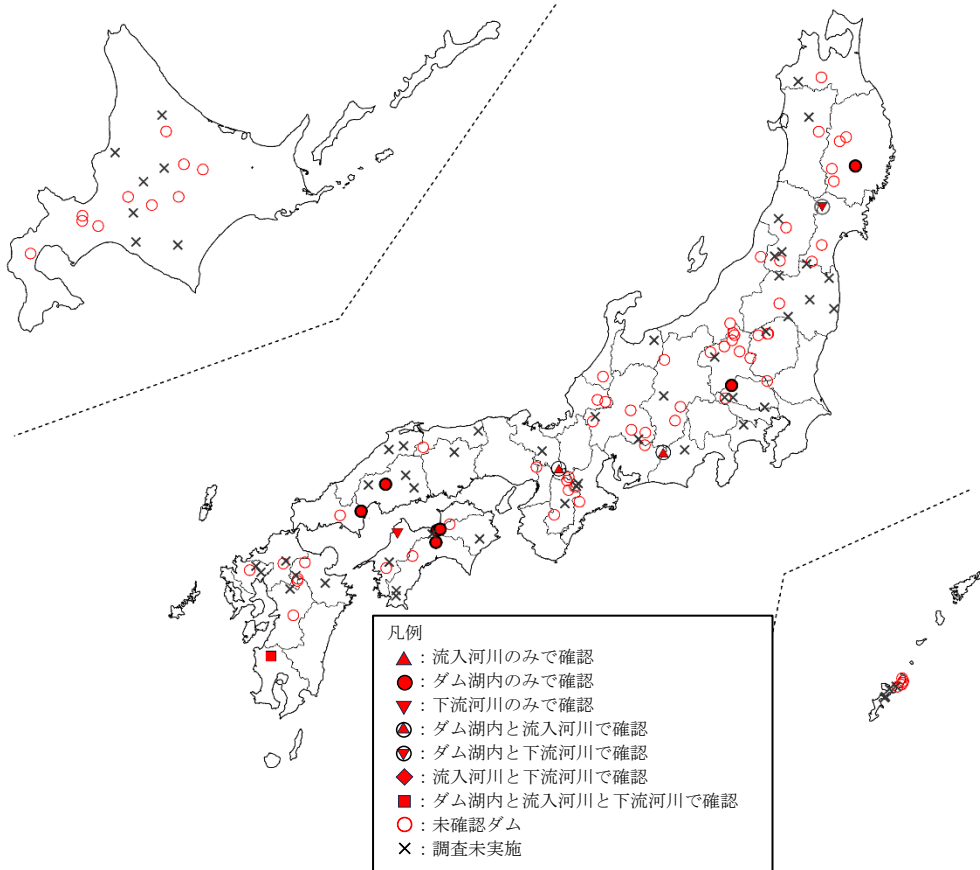 凡例
：流入河川のみで確認
：ダム湖内のみで確認
：下流河川のみで確認
：ダム湖内と流入河川で確認
：ダム湖内と下流河川で確認
：流入河川と下流河川で確認
：ダム湖内と流入河川と下流河川で確認
：未確認ダム
：調査未実施